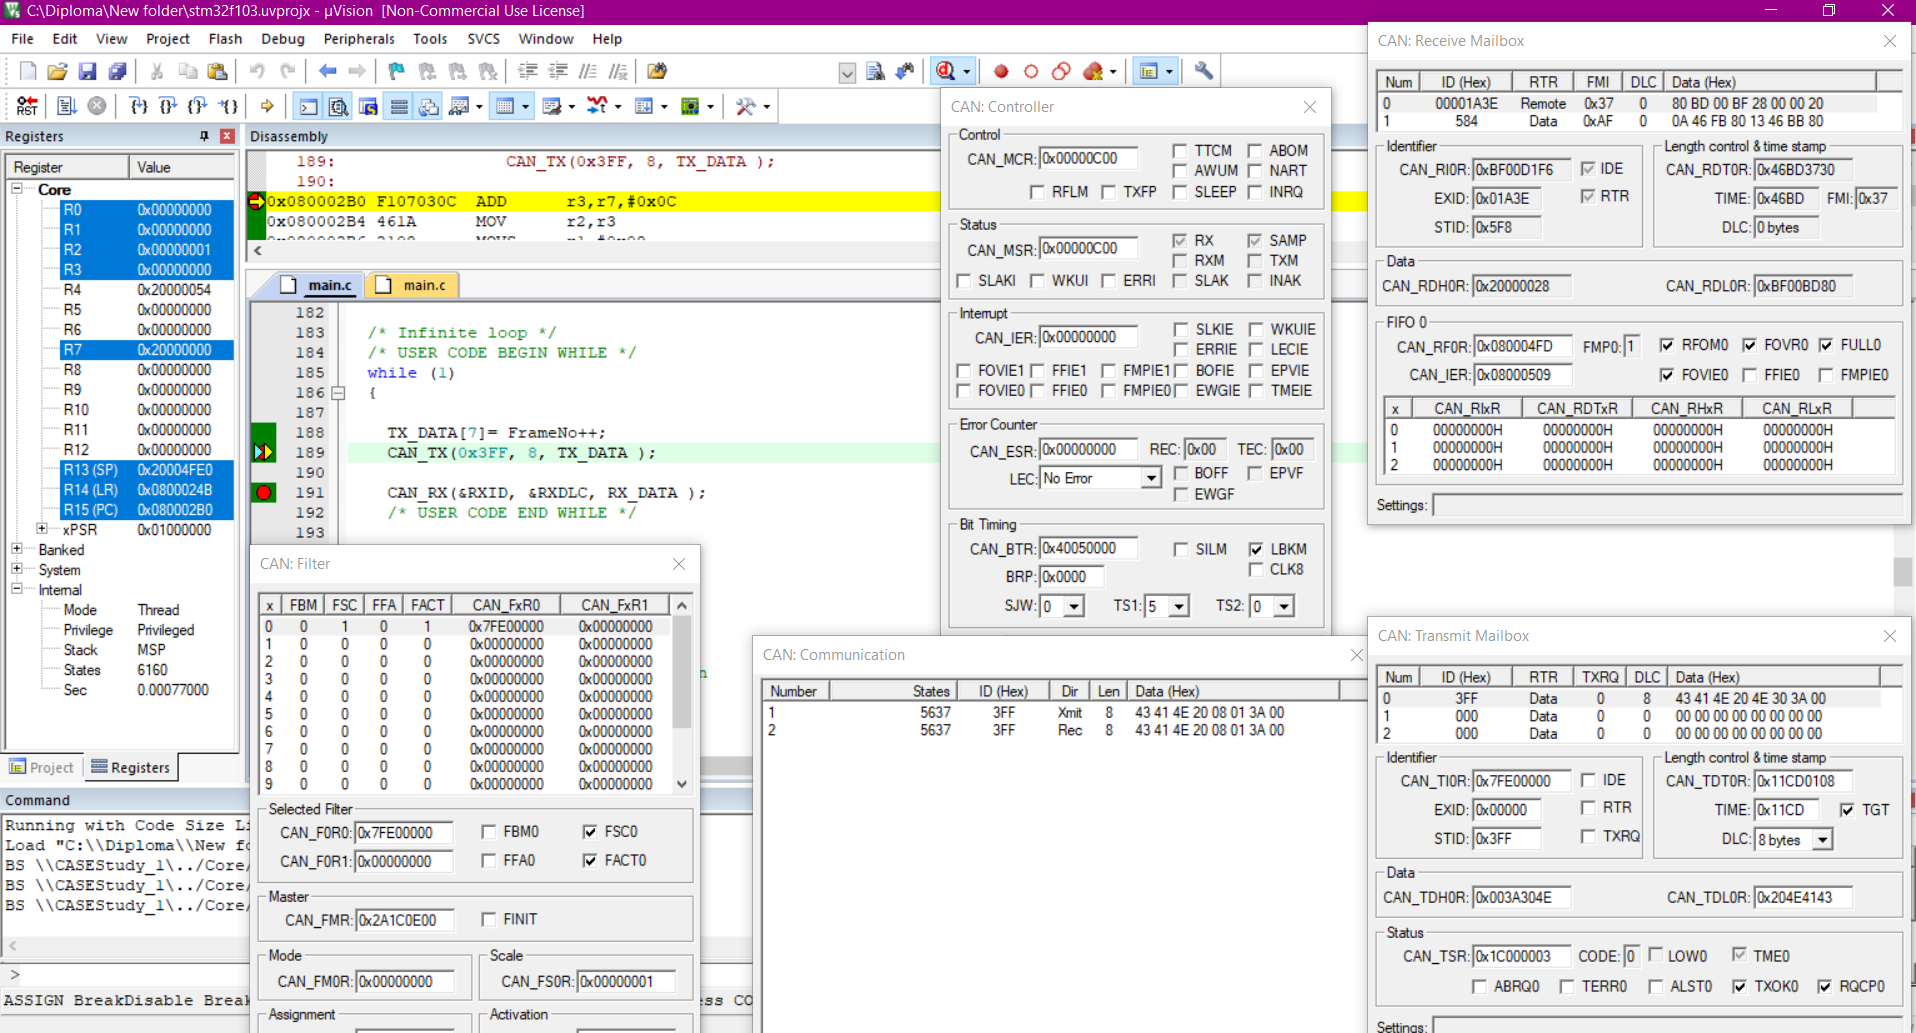 C:\Diploma\New folder\stm32f103.uvprojx - µVision [Non-Commercial Use License]
File Edit View Project Flash Debug Peripherals Tools SVCS Window Help
Registers
Register Value
Core
R0 0x00000000
R1 0x00000000
R2 0x00000001
R3 0x00000000
R4 0x20000054
R5 0x00000000
R6 0x00000000
R7 0x20000000
R8 0x00000000
R9 0x00000000
R10 0x00000000
R11 0x00000000
R12 0x00000000
R13 (SP) 0x20004FE0
R14 (LR) 0x0800024B
R15 (PC) 0x080002B0
xPSR 0x01000000
Banked
System
Internal
Mode Thread
Privilege Privileged
Stack MSP
States 6160
Sec 0.00077000
Project Registers
Disassembly
189: CAN_TX(0x3FF, 8, TX_DATA );
190:
0x080002B0 F107030C ADD r3,r7,#0x0C
0x080002B4 461A MOV r2,r3
main.c main.c
182
183 /* Infinite loop */
184 /* USER CODE BEGIN WHILE */
185 while (1)
186 {
187
188 TX_DATA[7]= FrameNo++;
189 CAN_TX(0x3FF, 8, TX_DATA );
190
191 CAN_RX(&RXID, &RXDLC, RX_DATA );
192 /* USER CODE END WHILE */
193
Command
Running with Code Size Li
Load "C:\\Diploma\\New fo
BS \\CASEStudy_1\../Core/
BS \\CASEStudy_1\../Core/
BS \\CASEStudy_1\../Core/
>
ASSIGN BreakDisable Break
ss CO
CAN: Filter
x FBM FSC FFA FACT CAN_FxR0 CAN_FxR1
0 0 1 0 1 0x7FE00000 0x00000000
1 0 0 0 0 0x00000000 0x00000000
2 0 0 0 0 0x00000000 0x00000000
3 0 0 0 0 0x00000000 0x00000000
4 0 0 0 0 0x00000000 0x00000000
5 0 0 0 0 0x00000000 0x00000000
6 0 0 0 0 0x00000000 0x00000000
7 0 0 0 0 0x00000000 0x00000000
8 0 0 0 0 0x00000000 0x00000000
9 0 0 0 0 0x00000000 0x00000000
Selected Filter
CAN_F0R0: 0x7FE00000 FBM0 FSC0
CAN_F0R1: 0x00000000 FFA0 FACT0
Master
CAN_FMR: 0x2A1C0E00 FINIT
Mode Scale
CAN_FM0R: 0x00000000 CAN_FS0R: 0x00000001
Assignment Activation
CAN: Controller
Control
CAN_MCR: 0x00000C00 TTCM ABOM
AWUM NART
RFLM TXFP SLEEP INRQ
Status
CAN_MSR: 0x00000C00 RX SAMP
RXM TXM
SLAKI WKUI ERRI SLAK INAK
Interrupt
CAN_IER: 0x00000000 SLKIE WKUIE
ERRIE LECIE
FOVIE1 FFIE1 FMPIE1 BOFIE EPVIE
FOVIE0 FFIE0 FMPIE0 EWGIE TMEIE
Error Counter
CAN_ESR: 0x00000000 REC: 0x00 TEC: 0x00
LEC: No Error BOFF EPVF
EWGF
Bit Timing
CAN_BTR: 0x40050000 SILM LBKM
BRP: 0x0000 CLK8
SJW: 0 TS1: 5 TS2: 0
CAN: Communication
Number States ID (Hex) Dir Len Data (Hex)
1 5637 3FF Xmit 8 43 41 4E 20 08 01 3A 00
2 5637 3FF Rec 8 43 41 4E 20 08 01 3A 00
CAN: Receive Mailbox
Num ID (Hex) RTR FMI DLC Data (Hex)
0 00001A3E Remote 0x37 0 80 BD 00 BF 28 00 00 20
1 584 Data 0xAF 0 0A 46 FB 80 13 46 BB 80
Identifier Length control & time stamp
CAN_RI0R: 0xBF00D1F6 IDE CAN_RDT0R: 0x46BD3730
EXID: 0x01A3E RTR TIME: 0x46BD FMI: 0x37
STID: 0x5F8 DLC: 0 bytes
Data
CAN_RDH0R: 0x20000028 CAN_RDL0R: 0xBF00BD80
FIFO 0
CAN_RF0R: 0x080004FD FMP0: 1 RFOM0 FOVR0 FULL0
CAN_IER: 0x08000509 FOVIE0 FFIE0 FMPIE0
x CAN_RIxR CAN_RDTxR CAN_RHxR CAN_RLxR
0 00000000H 00000000H 00000000H 00000000H
1 00000000H 00000000H 00000000H 00000000H
2 00000000H 00000000H 00000000H 00000000H
Settings:
CAN: Transmit Mailbox
Num ID (Hex) RTR TXRQ DLC Data (Hex)
0 3FF Data 0 8 43 41 4E 20 4E 30 3A 00
1 000 Data 0 0 00 00 00 00 00 00 00 00
2 000 Data 0 0 00 00 00 00 00 00 00 00
Identifier Length control & time stamp
CAN_TI0R: 0x7FE00000 IDE CAN_TDT0R: 0x11CD0108
EXID: 0x00000 RTR TIME: 0x11CD TGT
STID: 0x3FF TXRQ DLC: 8 bytes
Data
CAN_TDH0R: 0x003A304E CAN_TDL0R: 0x204E4143
Status
CAN_TSR: 0x1C000003 CODE: 0 LOW0 TME0
ABRQ0 TERR0 ALST0 TXOK0 RQCP0
Settings: